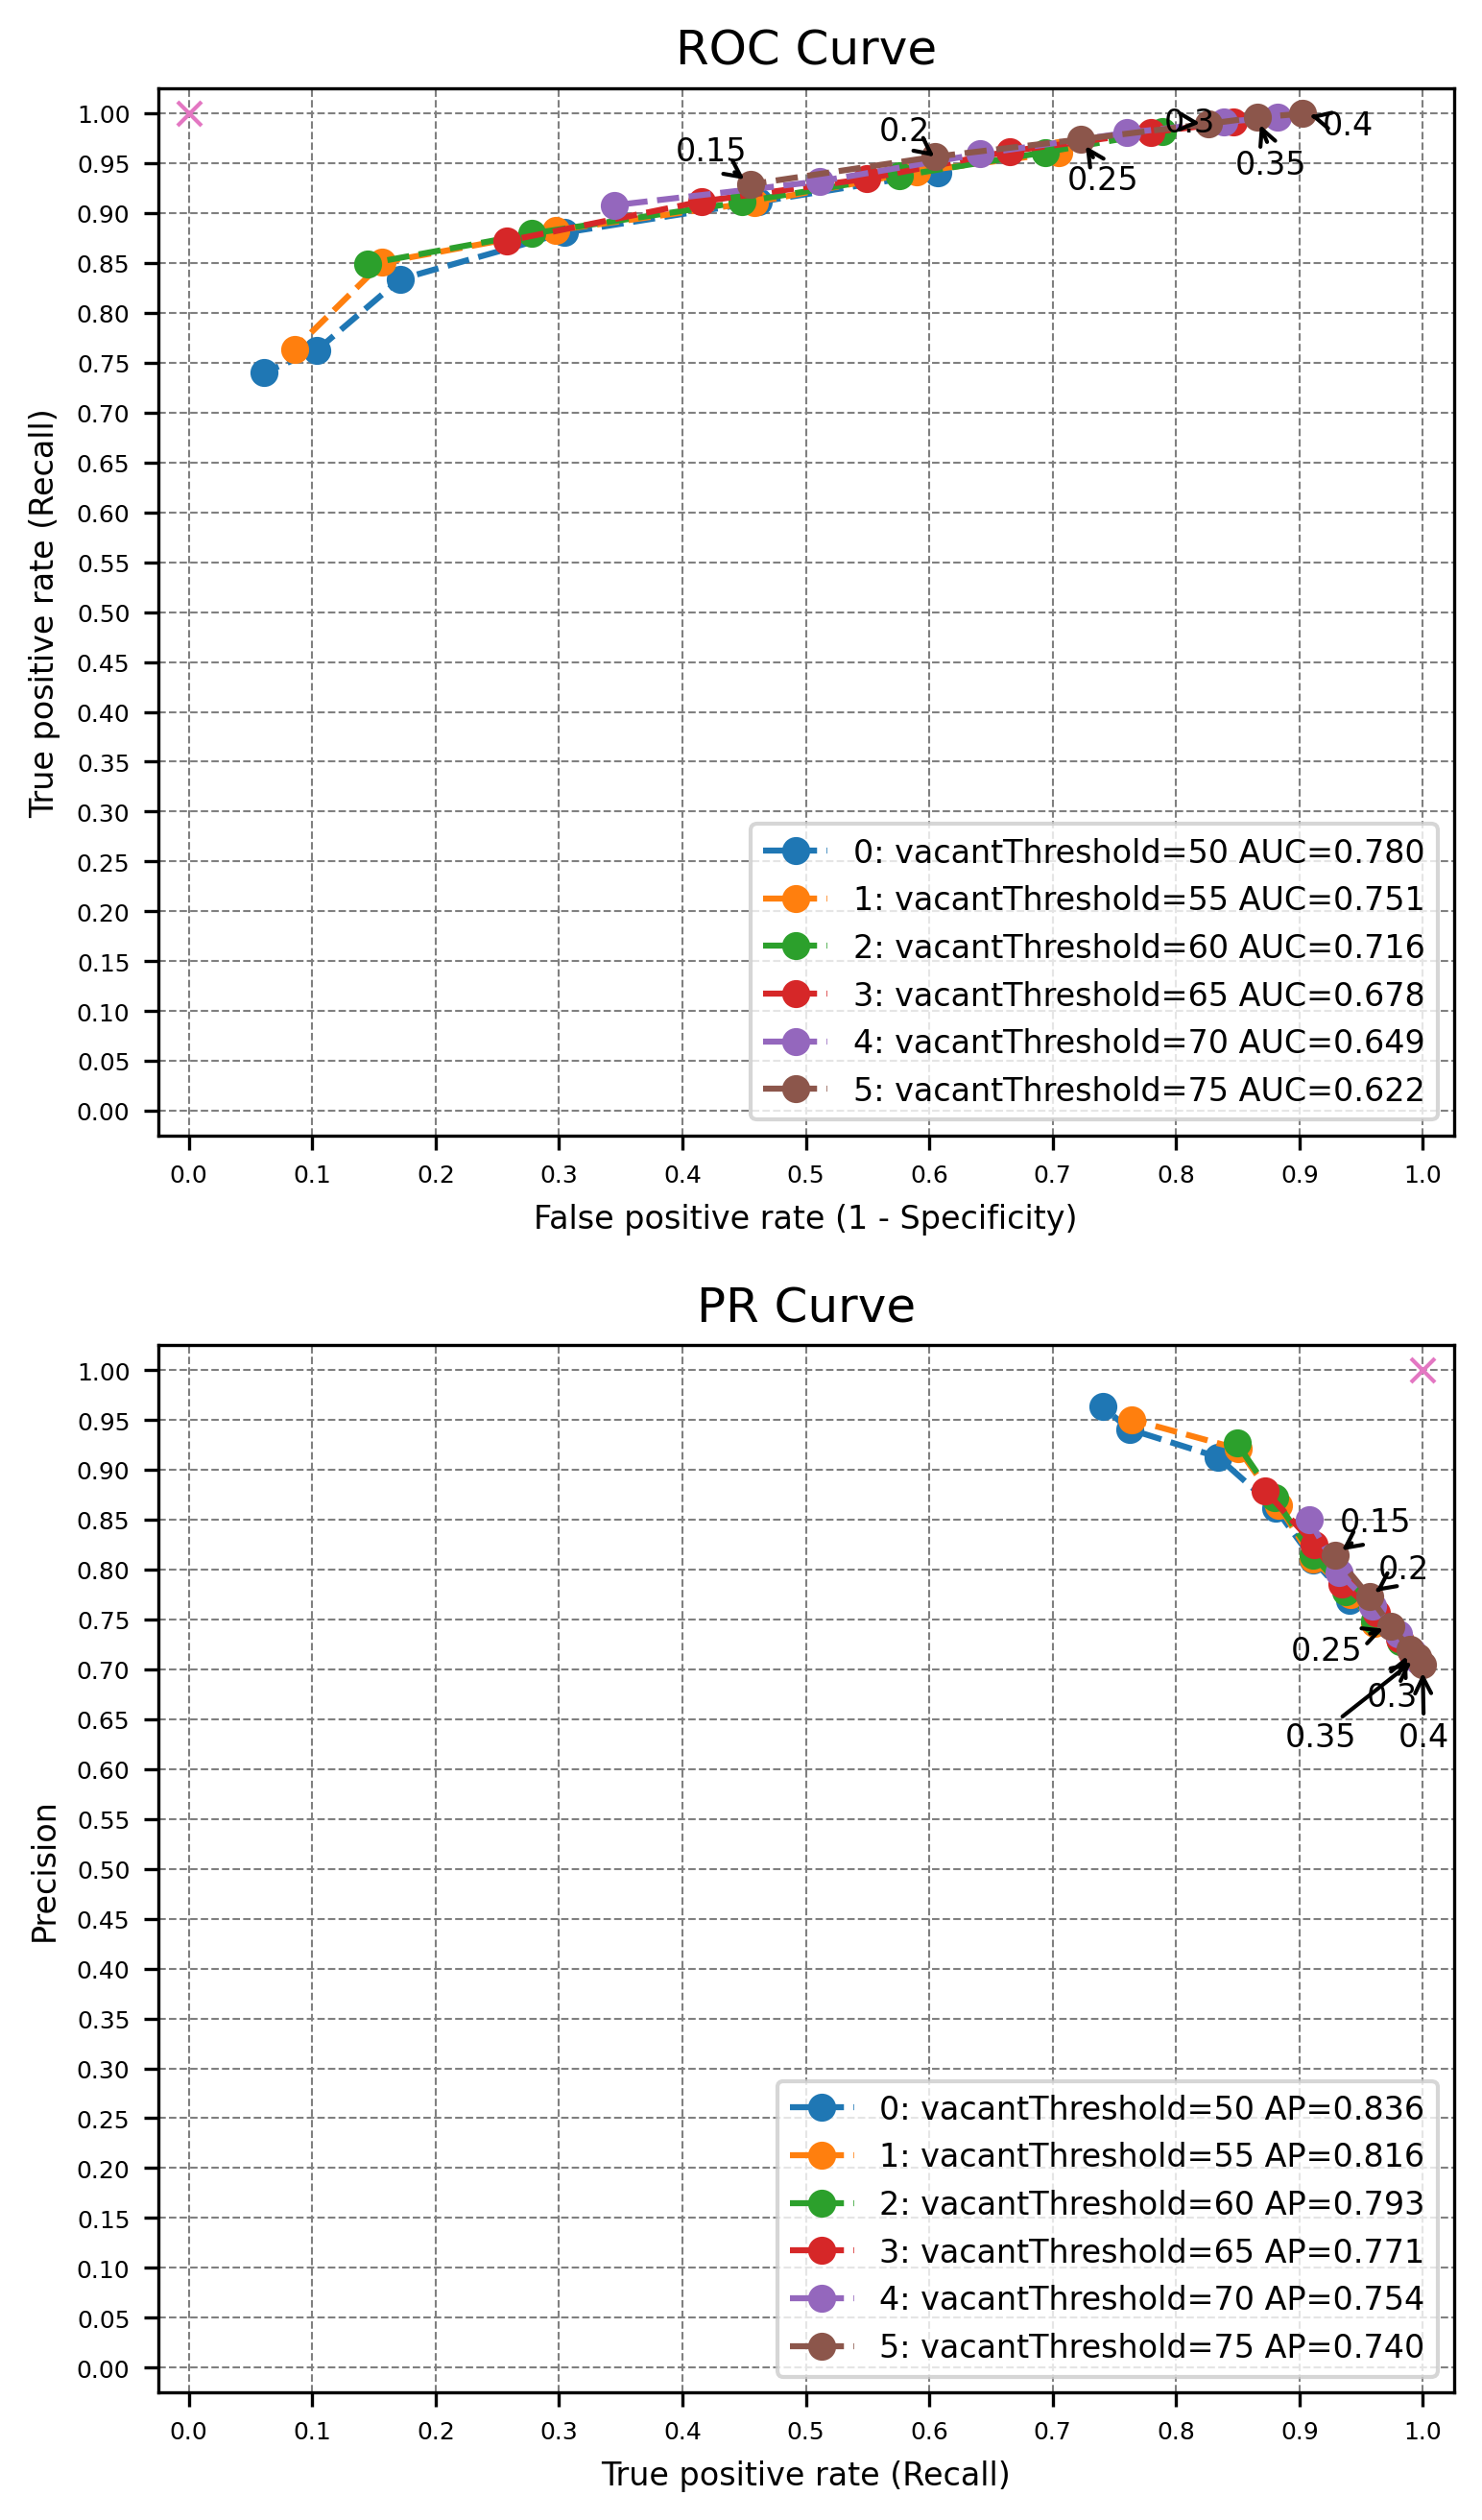 ROC Curve
1.00
0.95
0.90
0.85
0.80
0.75
0.70
0.65
0.60
0.55
0.50
0.45
0.40
0.35
0.30
0.25
0.20
0.15
0.10
0.05
0.00
True positive rate (Recall)
0.15
0.2
0.25
0.3
0.35
0.4
0: vacantThreshold=50 AUC=0.780
1: vacantThreshold=55 AUC=0.751
2: vacantThreshold=60 AUC=0.716
3: vacantThreshold=65 AUC=0.678
4: vacantThreshold=70 AUC=0.649
5: vacantThreshold=75 AUC=0.622
0.0 0.1 0.2 0.3 0.4 0.5 0.6 0.7 0.8 0.9 1.0
False positive rate (1 - Specificity)
PR Curve
1.00
0.95
0.90
0.85
0.80
0.75
0.70
0.65
0.60
0.55
0.50
0.45
0.40
0.35
0.30
0.25
0.20
0.15
0.10
0.05
0.00
Precision
0.15
0.2
0.25
0.3
0.35
0.4
0: vacantThreshold=50 AP=0.836
1: vacantThreshold=55 AP=0.816
2: vacantThreshold=60 AP=0.793
3: vacantThreshold=65 AP=0.771
4: vacantThreshold=70 AP=0.754
5: vacantThreshold=75 AP=0.740
0.0 0.1 0.2 0.3 0.4 0.5 0.6 0.7 0.8 0.9 1.0
True positive rate (Recall)